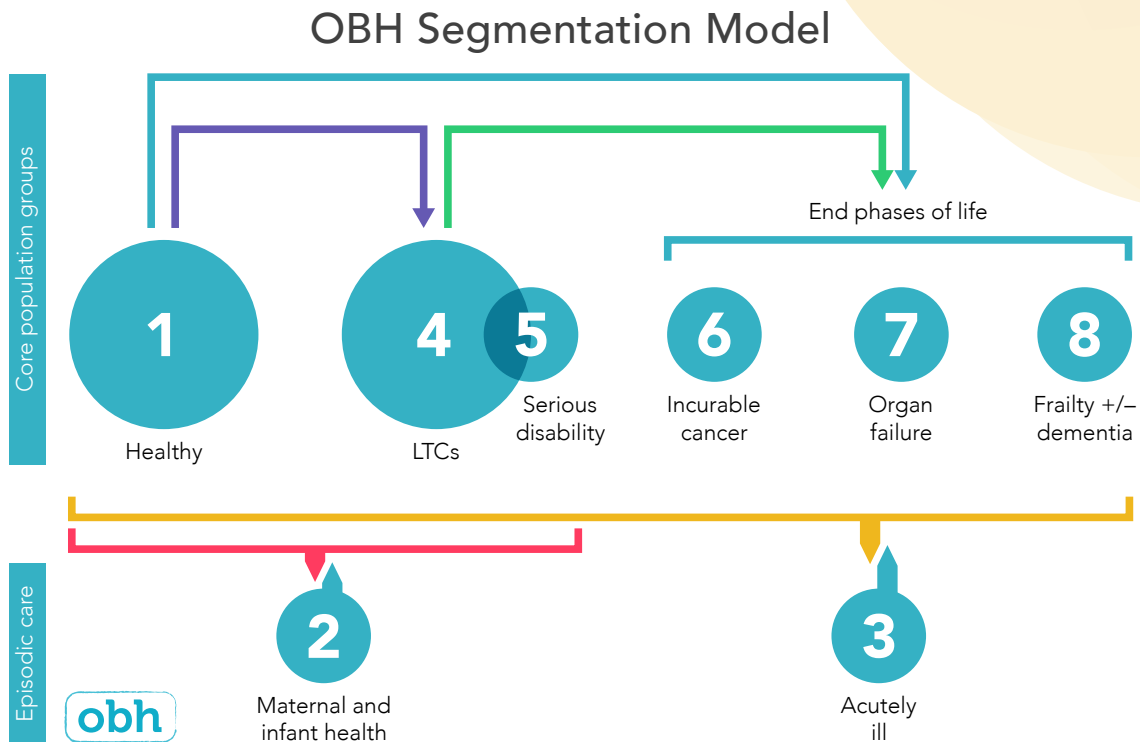 OBH Segmentation Model
Core population groups
End phases of life
1
4
5
6
7
8
Healthy
LTCs
Serious
disability
Incurable
cancer
Organ
failure
Frailty +/–
dementia
Episodic care
2
3
Maternal and
infant health
Acutely
ill
obh